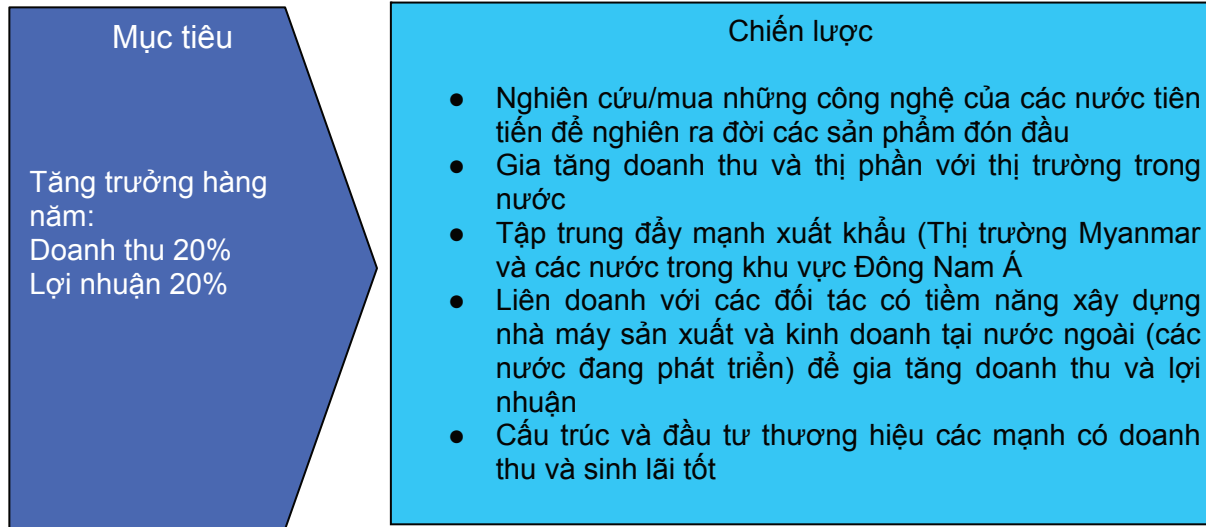 Mục tiêu
Tăng trưởng hàng
năm:
Doanh thu 20%
Lợi nhuận 20%
Chiến lược
● Nghiên cứu/mua những công nghệ của các nước tiên
tiến để nghiên ra đời các sản phẩm đón đầu
● Gia tăng doanh thu và thị phần với thị trường trong
nước
● Tập trung đẩy mạnh xuất khẩu (Thị trường Myanmar
và các nước trong khu vực Đông Nam Á
● Liên doanh với các đối tác có tiềm năng xây dựng
nhà máy sản xuất và kinh doanh tại nước ngoài (các
nước đang phát triển) để gia tăng doanh thu và lợi
nhuận
● Cấu trúc và đầu tư thương hiệu các mạnh có doanh
thu và sinh lãi tốt